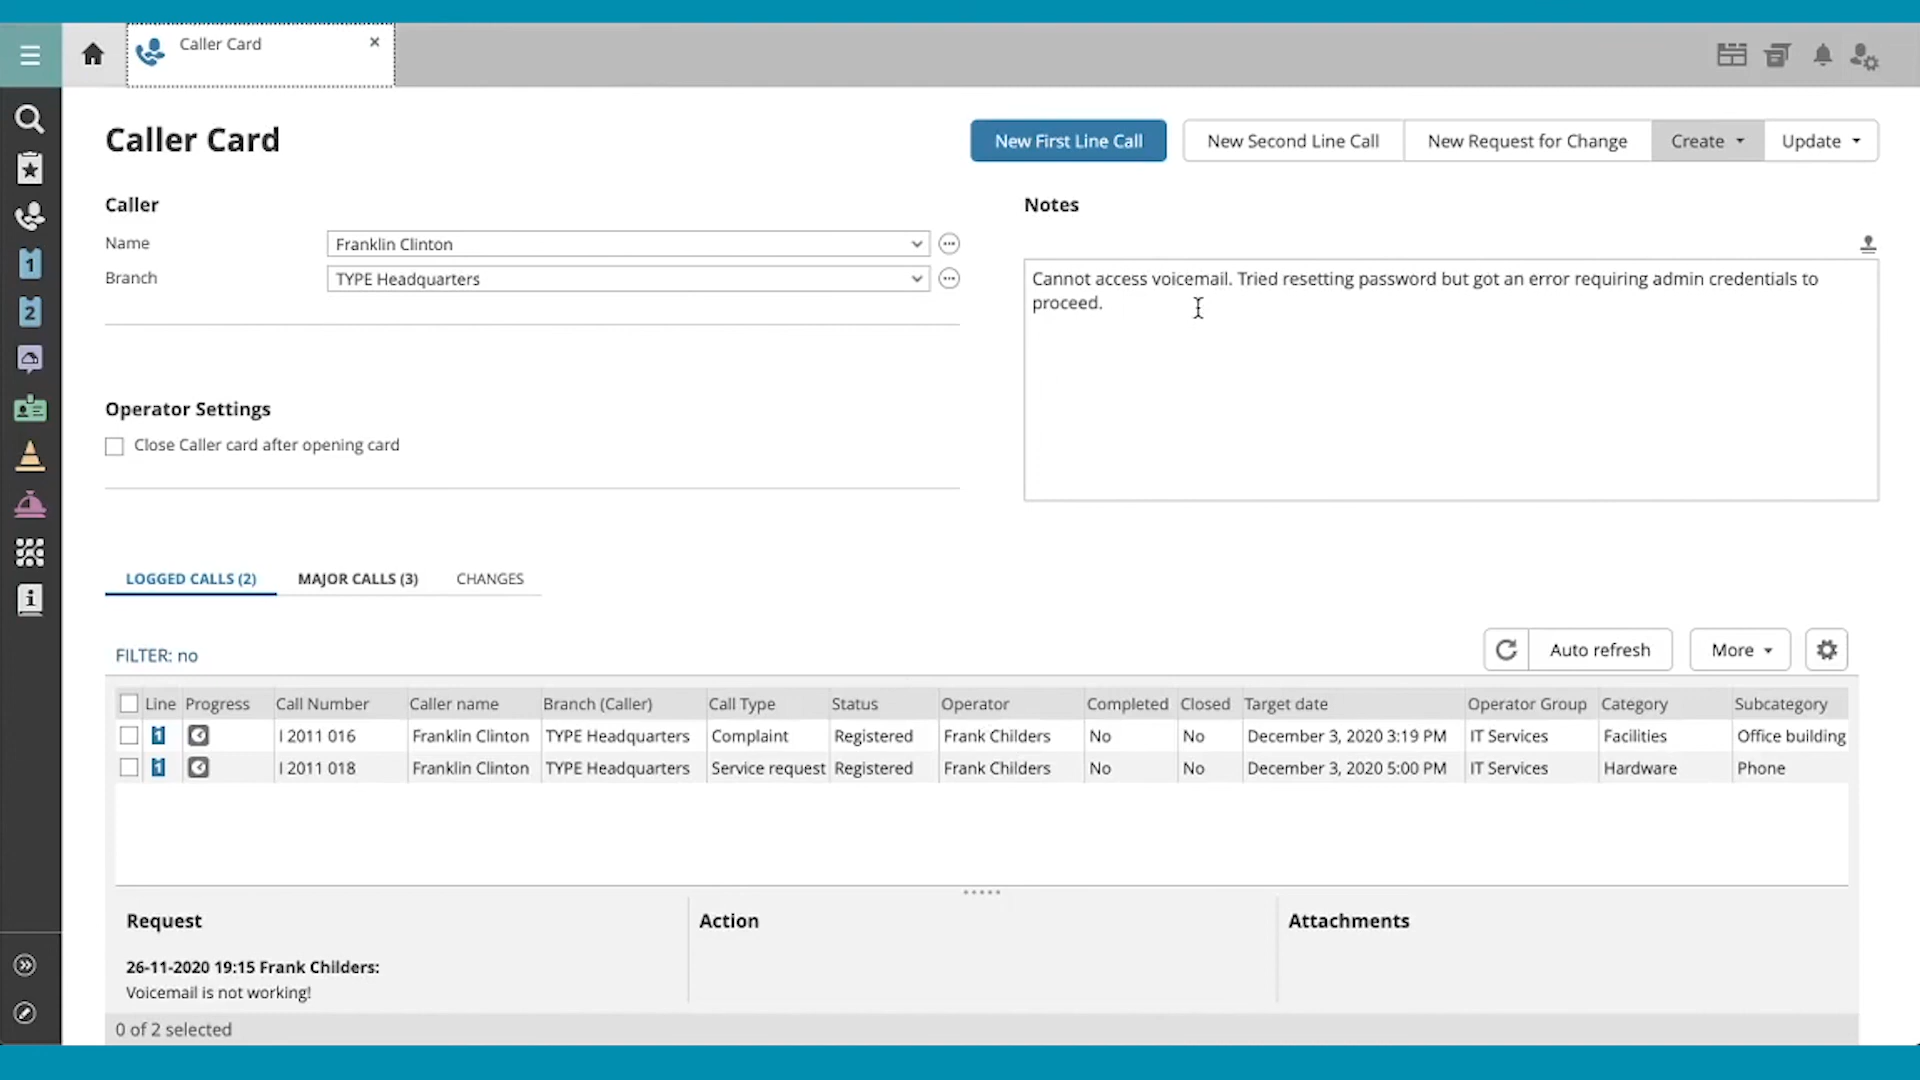 Caller Card
Caller Card
New First Line Call
New Second Line Call
New Request for Change
Create
Update
Caller
Notes
Name
Franklin Clinton
Branch
TYPE Headquarters
Cannot access voicemail. Tried resetting password but got an error requiring admin credentials to
proceed.
1
2
Operator Settings
Close Caller card after opening card
LOGGED CALLS (2)
MAJOR CALLS (3)
CHANGES
FILTER: no
Auto refresh
More
Line Progress Call Number Caller name Branch (Caller) Call Type Status Operator Completed Closed Target date Operator Group Category Subcategory
1 I 2011 016 Franklin Clinton TYPE Headquarters Complaint Registered Frank Childers No No December 3, 2020 3:19 PM IT Services Facilities Office building
1 I 2011 018 Franklin Clinton TYPE Headquarters Service request Registered Frank Childers No No December 3, 2020 5:00 PM IT Services Hardware Phone
Request
Action
Attachments
26-11-2020 19:15 Frank Childers:
Voicemail is not working!
0 of 2 selected